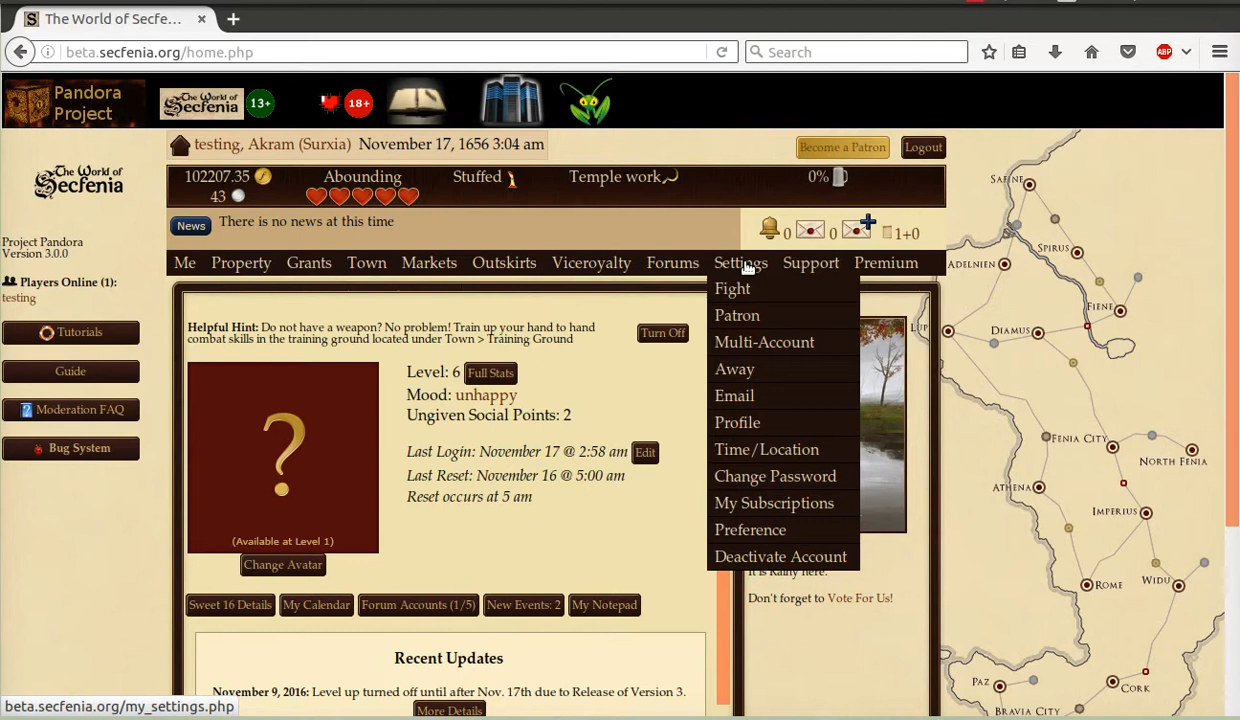 The World of Secfe...
beta.secfenia.org/home.php
Search
ABP
Pandora
Project
The World of
Secfenia
13+
18+
testing, Akram (Surxia) November 17, 1656 3:04 am
Become a Patron
Logout
The World of
Secfenia
102207.35
43
Abounding
Stuffed
Temple work
0%
News
There is no news at this time
0
0
1+0
Project Pandora
Version 3.0.0
Players Online (1):
testing
Tutorials
Guide
Moderation FAQ
Bug System
Me Property Grants Town Markets Outskirts Viceroyalty Forums Settings Support Premium
Fight
Patron
Multi-Account
Away
Email
Profile
Time/Location
Change Password
My Subscriptions
Preference
Deactivate Account
Helpful Hint: Do not have a weapon? No problem! Train up your hand to hand
combat skills in the training ground located under Town > Training Ground
Turn Off
?
(Available at Level 1)
Change Avatar
Level: 6 Full Stats
Mood: unhappy
Ungiven Social Points: 2
Last Login: November 17 @ 2:58 am Edit
Last Reset: November 16 @ 5:00 am
Reset occurs at 5 am
Sweet 16 Details
My Calendar
Forum Accounts (1/5)
New Events: 2
My Notepad
Recent Updates
November 9, 2016: Level up turned off until after Nov. 17th due to Release of Version 3.
More Details
It is Rainy here.
Don't forget to Vote For Us!
Safine
Spirus
Adelnien
Fiene
Lup
Diamus
Fenia City
North Fenia
Athena
Imperius
Rome
Widu
Paz
Cork
Bravia City
beta.secfenia.org/my_settings.php